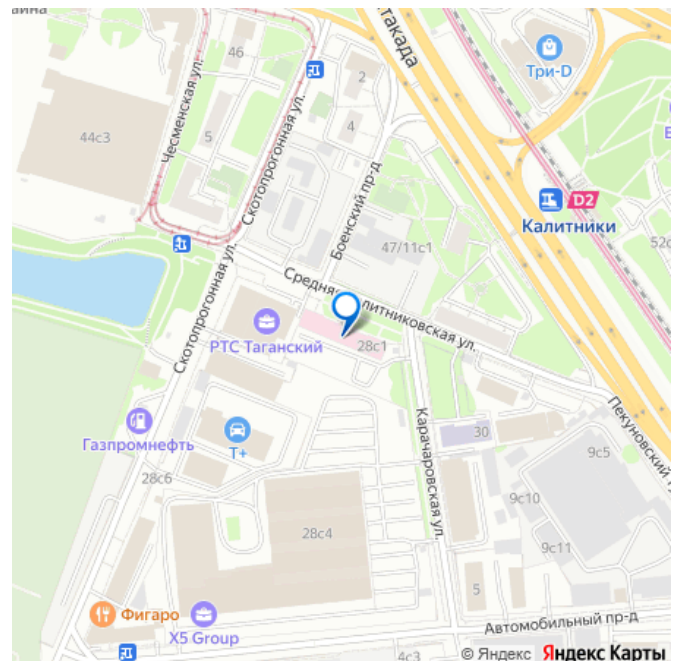 такада
46
2
Три-D
Чесменская ул.
44с3
5
4
Скотопрогонная ул.
Боенский пр-д
D2
Калитники
47/11с1
52с
Средняя Калитниковская ул.
Скотопрогонная ул.
РТС Таганский
28с1
Карачаровская ул.
Пекуновский т
Газпромнефть
Т+
30
9с5
28с6
9с10
28с4
9с11
5
Фигаро
X5 Group
Автомобильный пр-д
4с3
© Яндекс Яндекс Карты